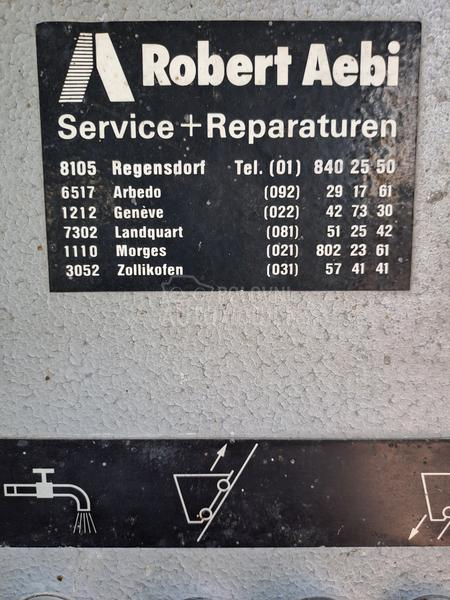 Robert Aebi
Service + Reparaturen
8105 Regensdorf Tel. (01) 840 25 50
6517 Arbedo (092) 29 17 61
1212 Genève (022) 42 73 30
7302 Landquart (081) 51 25 42
1110 Morges (021) 802 23 61
3052 Zollikofen (031) 57 41 41
POLOVNI